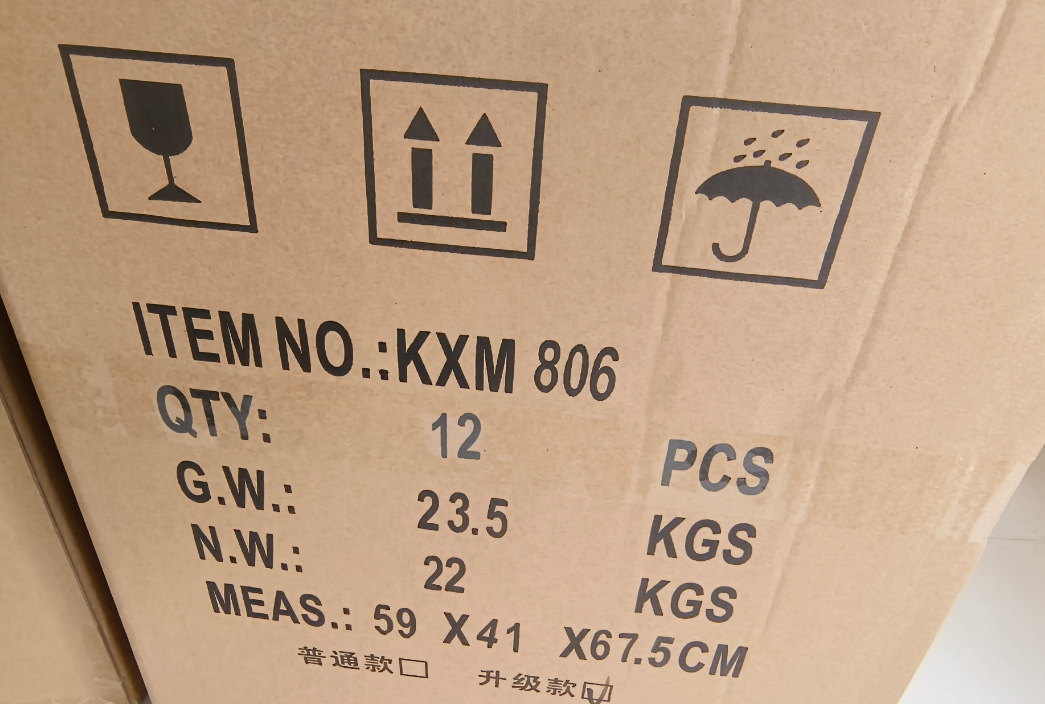 ITEM NO.:KXM 806
QTY: 12 PCS
G.W.: 23.5 KGS
N.W.: 22 KGS
MEAS.: 59 X41 X67.5CM
普通款□ 升级款☑